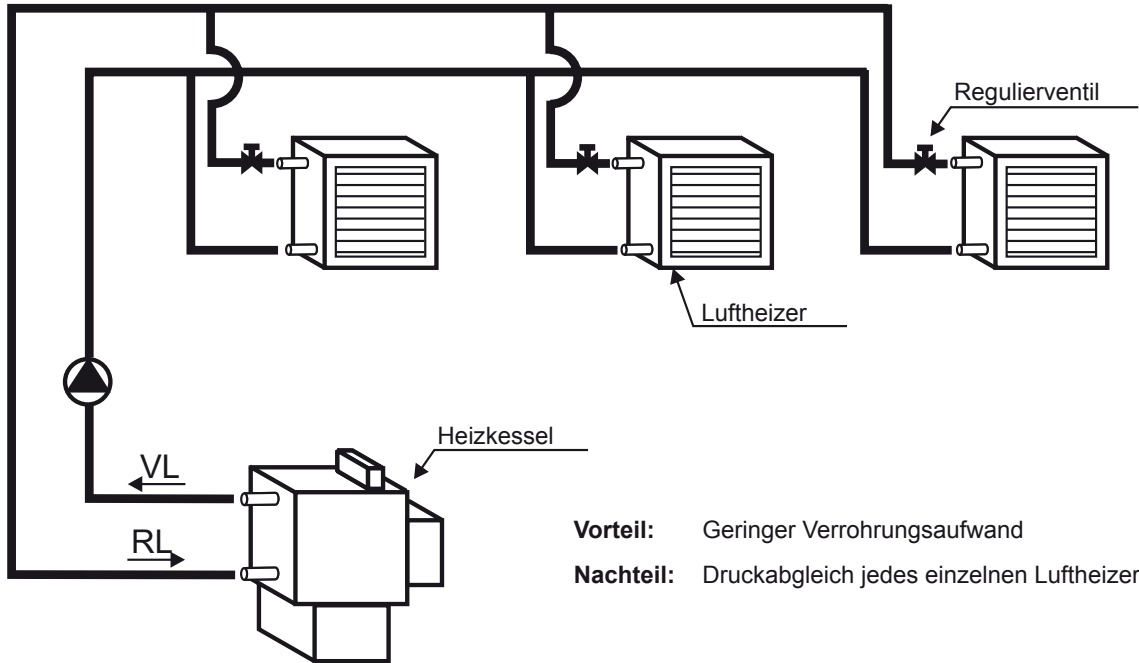 Regulierventil
Luftheizer
Heizkessel
VL
RL
Vorteil: Geringer Verrohrungsaufwand
Nachteil: Druckabgleich jedes einzelnen Luftheizer